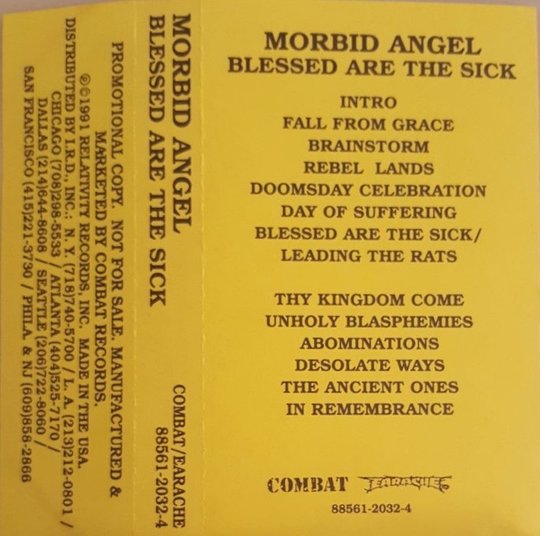 MORBID ANGEL
BLESSED ARE THE SICK
INTRO
FALL FROM GRACE
BRAINSTORM
REBEL LANDS
DOOMSDAY CELEBRATION
DAY OF SUFFERING
BLESSED ARE THE SICK/
LEADING THE RATS
THY KINGDOM COME
UNHOLY BLASPHEMIES
ABOMINATIONS
DESOLATE WAYS
THE ANCIENT ONES
IN REMEMBRANCE
COMBAT EARACHE
88561-2032-4
MORBID ANGEL
BLESSED ARE THE SICK
COMBAT/EARACHE
88561-2032-4
PROMOTIONAL COPY. NOT FOR SALE. MANUFACTURED &
MARKETED BY COMBAT RECORDS.
℗©1991 RELATIVITY RECORDS, INC. MADE IN THE USA.
DISTRIBUTED BY I.R.D., INC.: N. Y. (718)740-5700 / L. A. (213)212-0801 /
CHICAGO (708)298-5533 / ATLANTA (404)525-7170 /
DALLAS (214)644-8608 / SEATTLE (206)722-8060 /
SAN FRANCISCO (415)221-3730 / PHILA. & NJ (609)858-2866